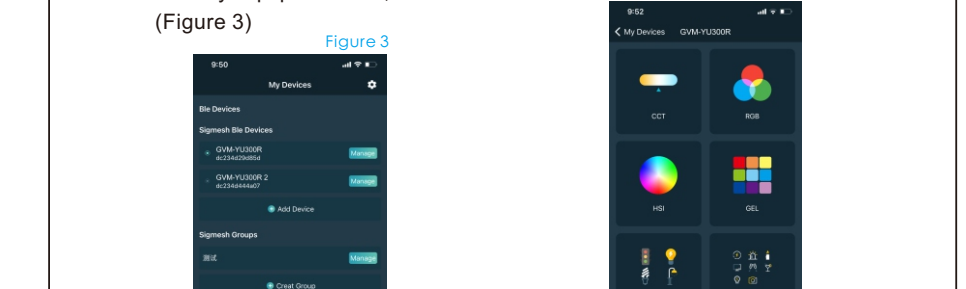 (Figure 3)
Figure 3
9:50
My Devices
Ble Devices
Sigmesh Ble Devices
GVM-YU300R
dc234d29d85d
Manage
GVM-YU300R 2
dc234d444a07
Manage
Add Device
Sigmesh Groups
测试
Manage
Creat Group
9:52
My Devices GVM-YU300R
CCT
RGB
HSI
GEL